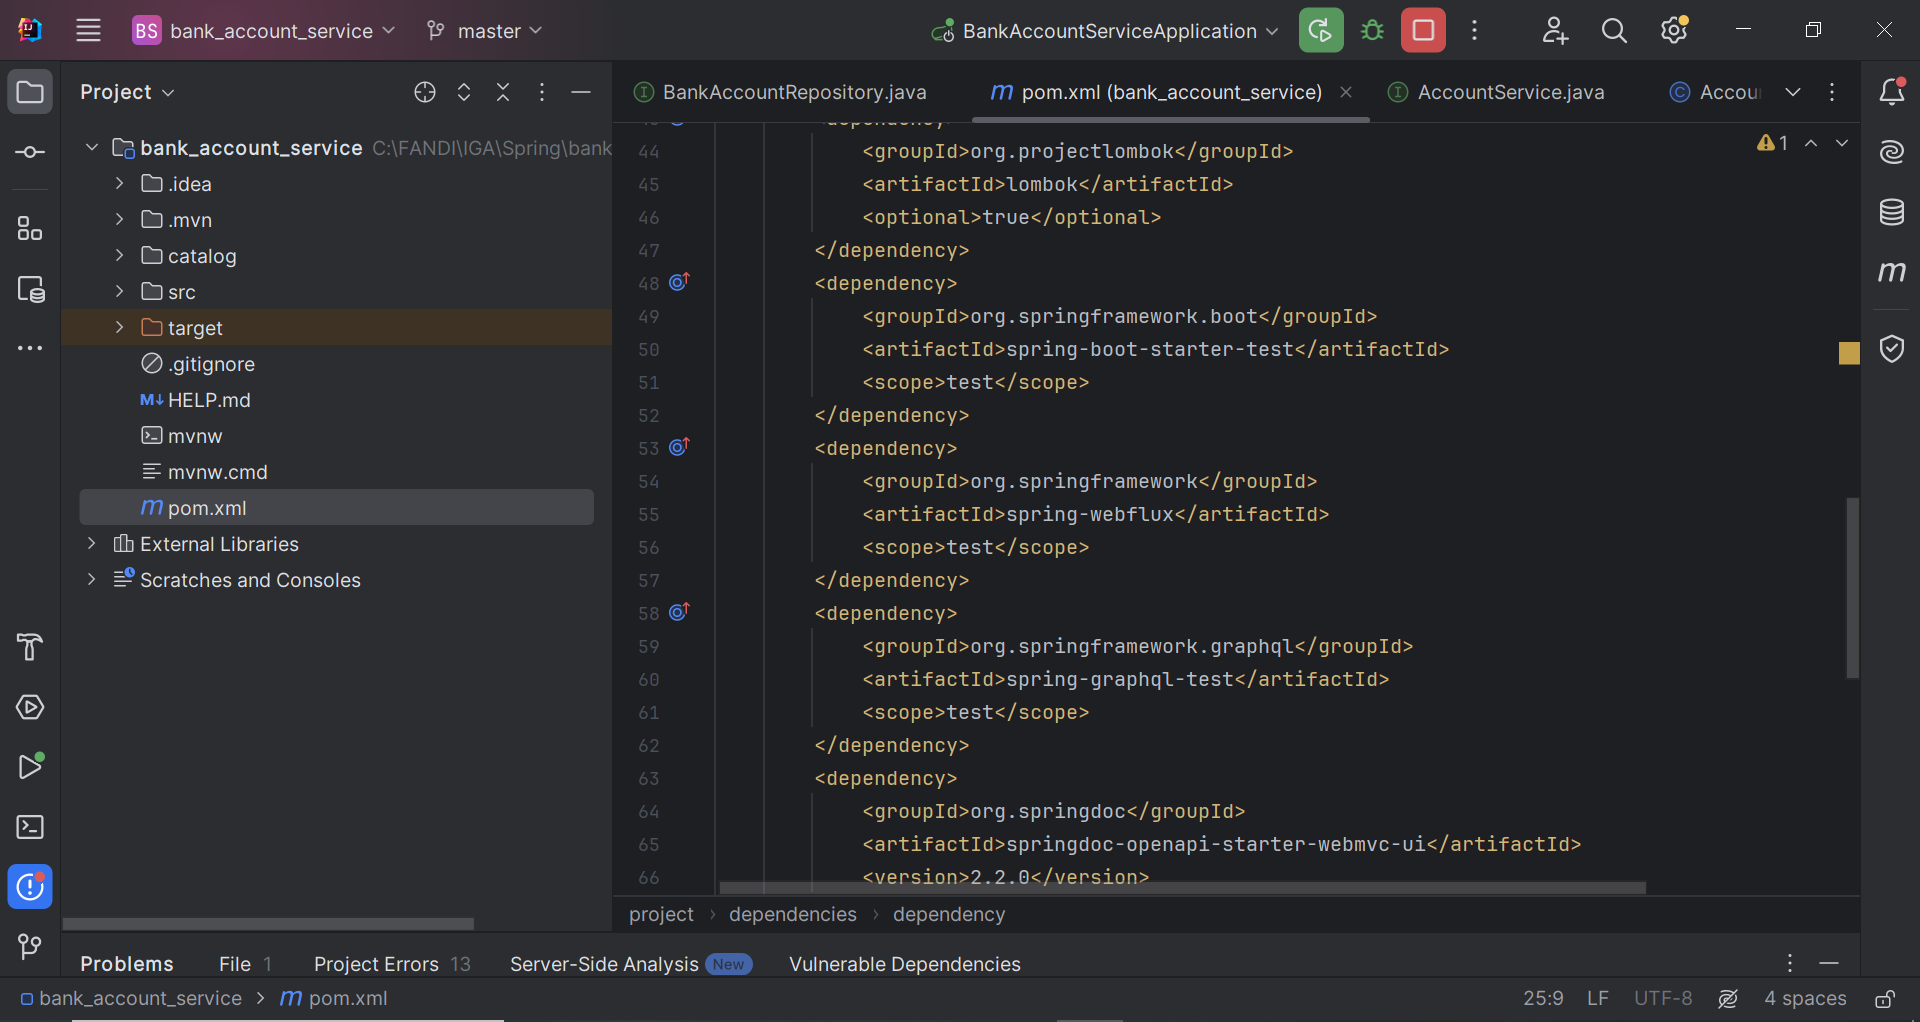 BS bank_account_service master BankAccountServiceApplication
Project
BankAccountRepository.java
m pom.xml (bank_account_service)
AccountService.java
bank_account_service C:\FANDI\IGA\Spring\bank
.idea
.mvn
catalog
src
target
.gitignore
M↓ HELP.md
mvnw
mvnw.cmd
m pom.xml
External Libraries
Scratches and Consoles
1
44 <groupId>org.projectlombok</groupId>
45 <artifactId>lombok</artifactId>
46 <optional>true</optional>
47 </dependency>
48 <dependency>
49 <groupId>org.springframework.boot</groupId>
50 <artifactId>spring-boot-starter-test</artifactId>
51 <scope>test</scope>
52 </dependency>
53 <dependency>
54 <groupId>org.springframework</groupId>
55 <artifactId>spring-webflux</artifactId>
56 <scope>test</scope>
57 </dependency>
58 <dependency>
59 <groupId>org.springframework.graphql</groupId>
60 <artifactId>spring-graphql-test</artifactId>
61 <scope>test</scope>
62 </dependency>
63 <dependency>
64 <groupId>org.springdoc</groupId>
65 <artifactId>springdoc-openapi-starter-webmvc-ui</artifactId>
66 <version>2.2.0</version>
project › dependencies › dependency
Problems File 1 Project Errors 13 Server-Side Analysis New Vulnerable Dependencies
bank_account_service > m pom.xml 25:9 LF UTF-8 4 spaces